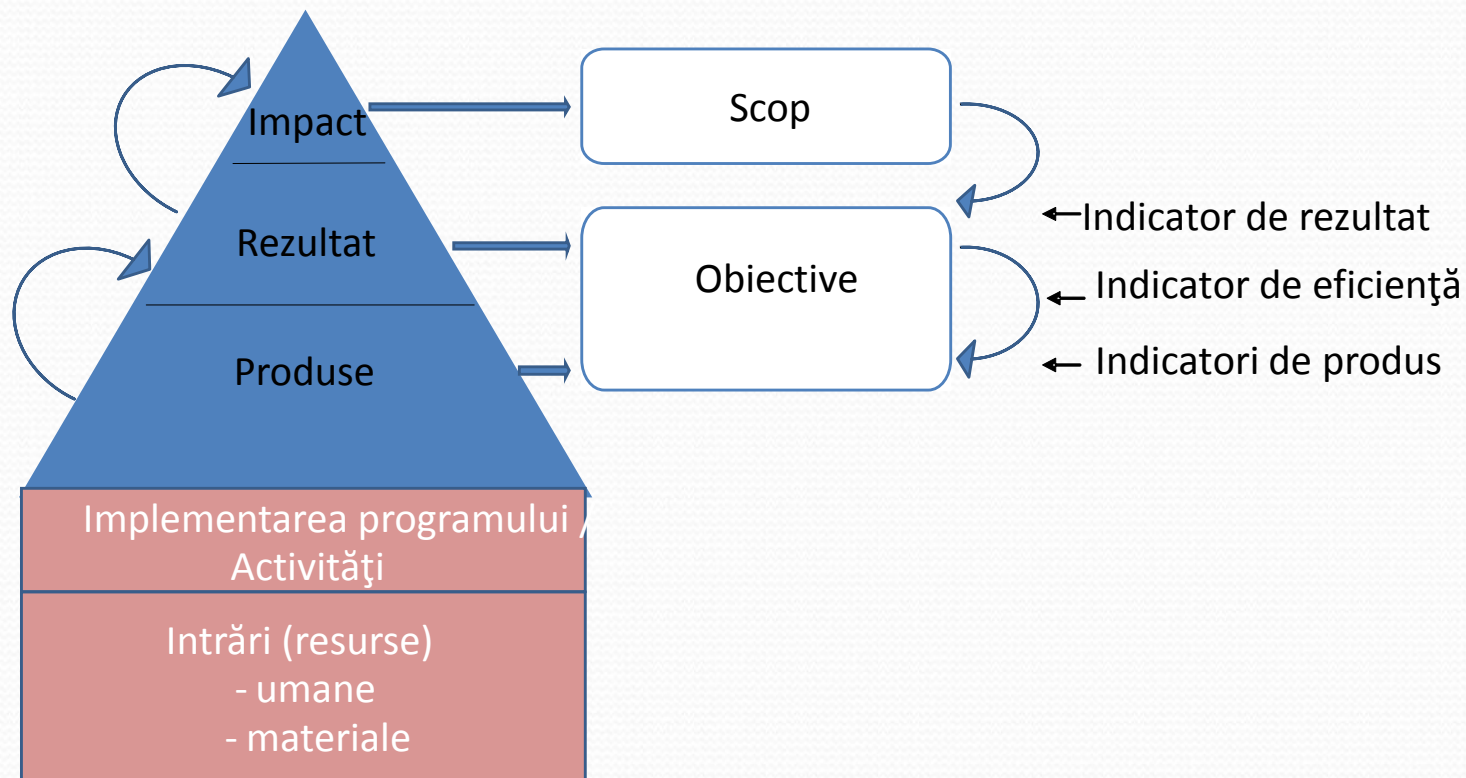 Impact
Scop
Rezultat
Obiective
Produse
Indicator de rezultat
Indicator de eficienţă
Indicatori de produs
Implementarea programului /
Activităţi
Intrări (resurse)
- umane
- materiale